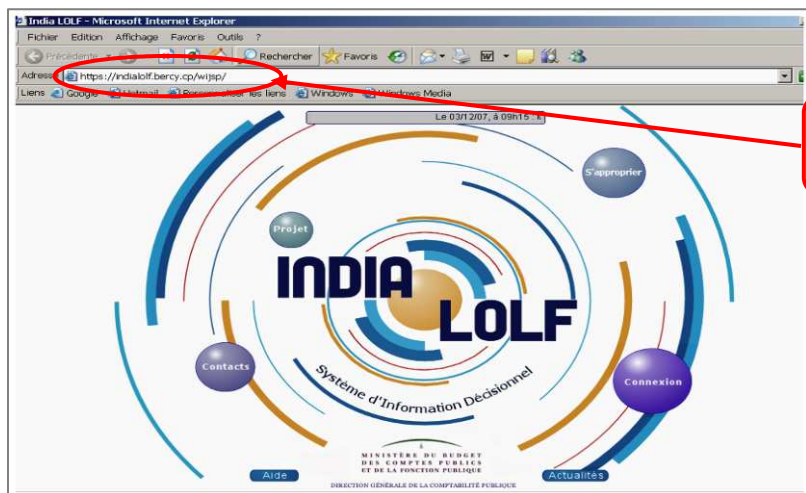 India LOLF - Microsoft Internet Explorer
Fichier Edition Affichage Favoris Outils ?
Précédente Rechercher Favoris
Adresse https://indialolf.bercy.cp/wijsp/
Liens Google Hotmail Personnaliser les liens Windows Windows Media
Le 03/12/07, à 09h15 :
S'approprier
Projet
INDIA
LOLF
Contacts
Connexion
Système d'Information Décisionnel
MINISTÈRE DU BUDGET
DES COMPTES PUBLICS
ET DE LA FONCTION PUBLIQUE
Aide
Actualités
DIRECTION GÉNÉRALE DE LA COMPTABILITÉ PUBLIQUE